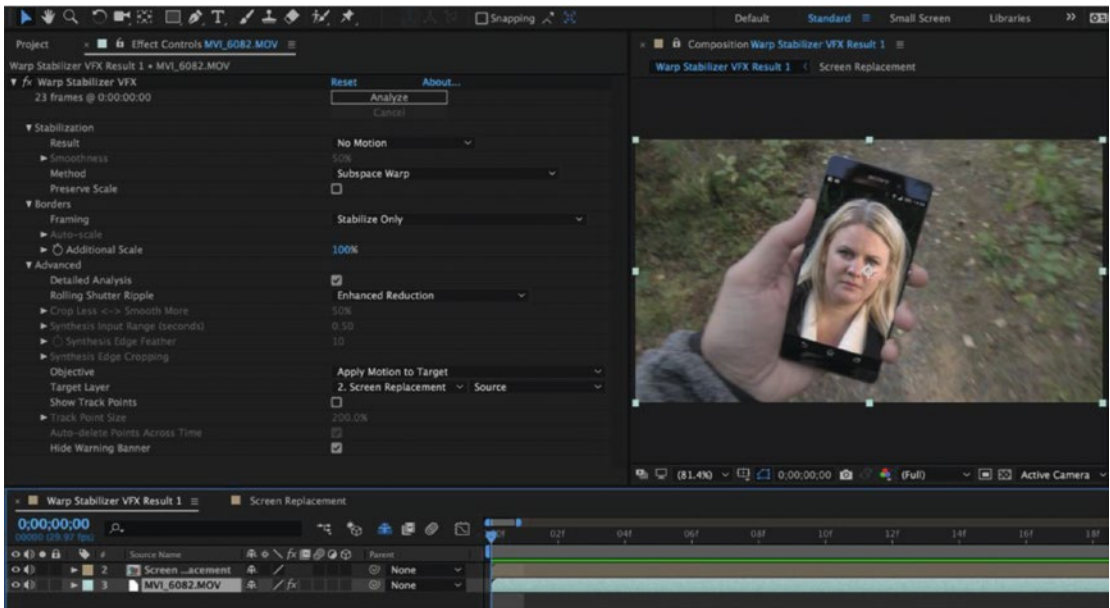 Snapping
Default
Standard
Small Screen
Libraries
Project
Effect Controls MVI_6082.MOV
Composition Warp Stabilizer VFX Result 1
Warp Stabilizer VFX Result 1 • MVI_6082.MOV
Warp Stabilizer VFX Result 1
Screen Replacement
fx Warp Stabilizer VFX
Reset
About...
23 frames @ 0:00:00:00
Analyze
Cancel
Stabilization
Result
No Motion
Smoothness
50%
Method
Subspace Warp
Preserve Scale
Borders
Framing
Stabilize Only
Auto-scale
Additional Scale
100%
Advanced
Detailed Analysis
Rolling Shutter Ripple
Enhanced Reduction
Crop Less <-> Smooth More
50%
Synthesis Input Range (seconds)
0.50
Synthesis Edge Feather
10
Synthesis Edge Cropping
Objective
Apply Motion to Target
Target Layer
2. Screen Replacement
Source
Show Track Points
Track Point Size
200.0%
Auto-delete Points Across Time
Hide Warning Banner
SONY
(81.4%)
0;00;00;00
(Full)
Active Camera
Warp Stabilizer VFX Result 1
Screen Replacement
0;00;00;00
00000 (29.97 fps)
02f
04f
06f
08f
10f
12f
14f
16f
18f
#
Source Name
Parent
2
Screen ...acement
None
3
MVI_6082.MOV
None